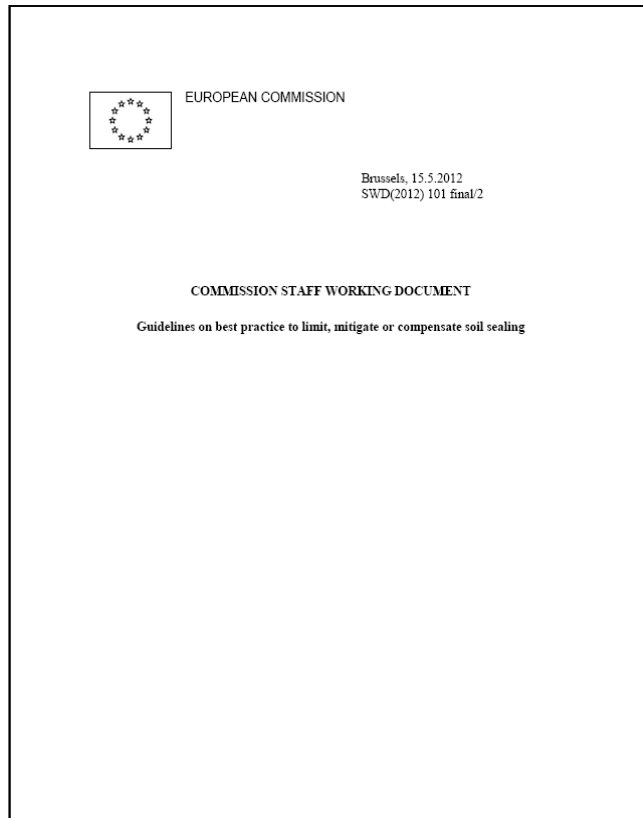 EUROPEAN COMMISSION
Brussels, 15.5.2012
SWD(2012) 101 final/2
COMMISSION STAFF WORKING DOCUMENT
Guidelines on best practice to limit, mitigate or compensate soil sealing